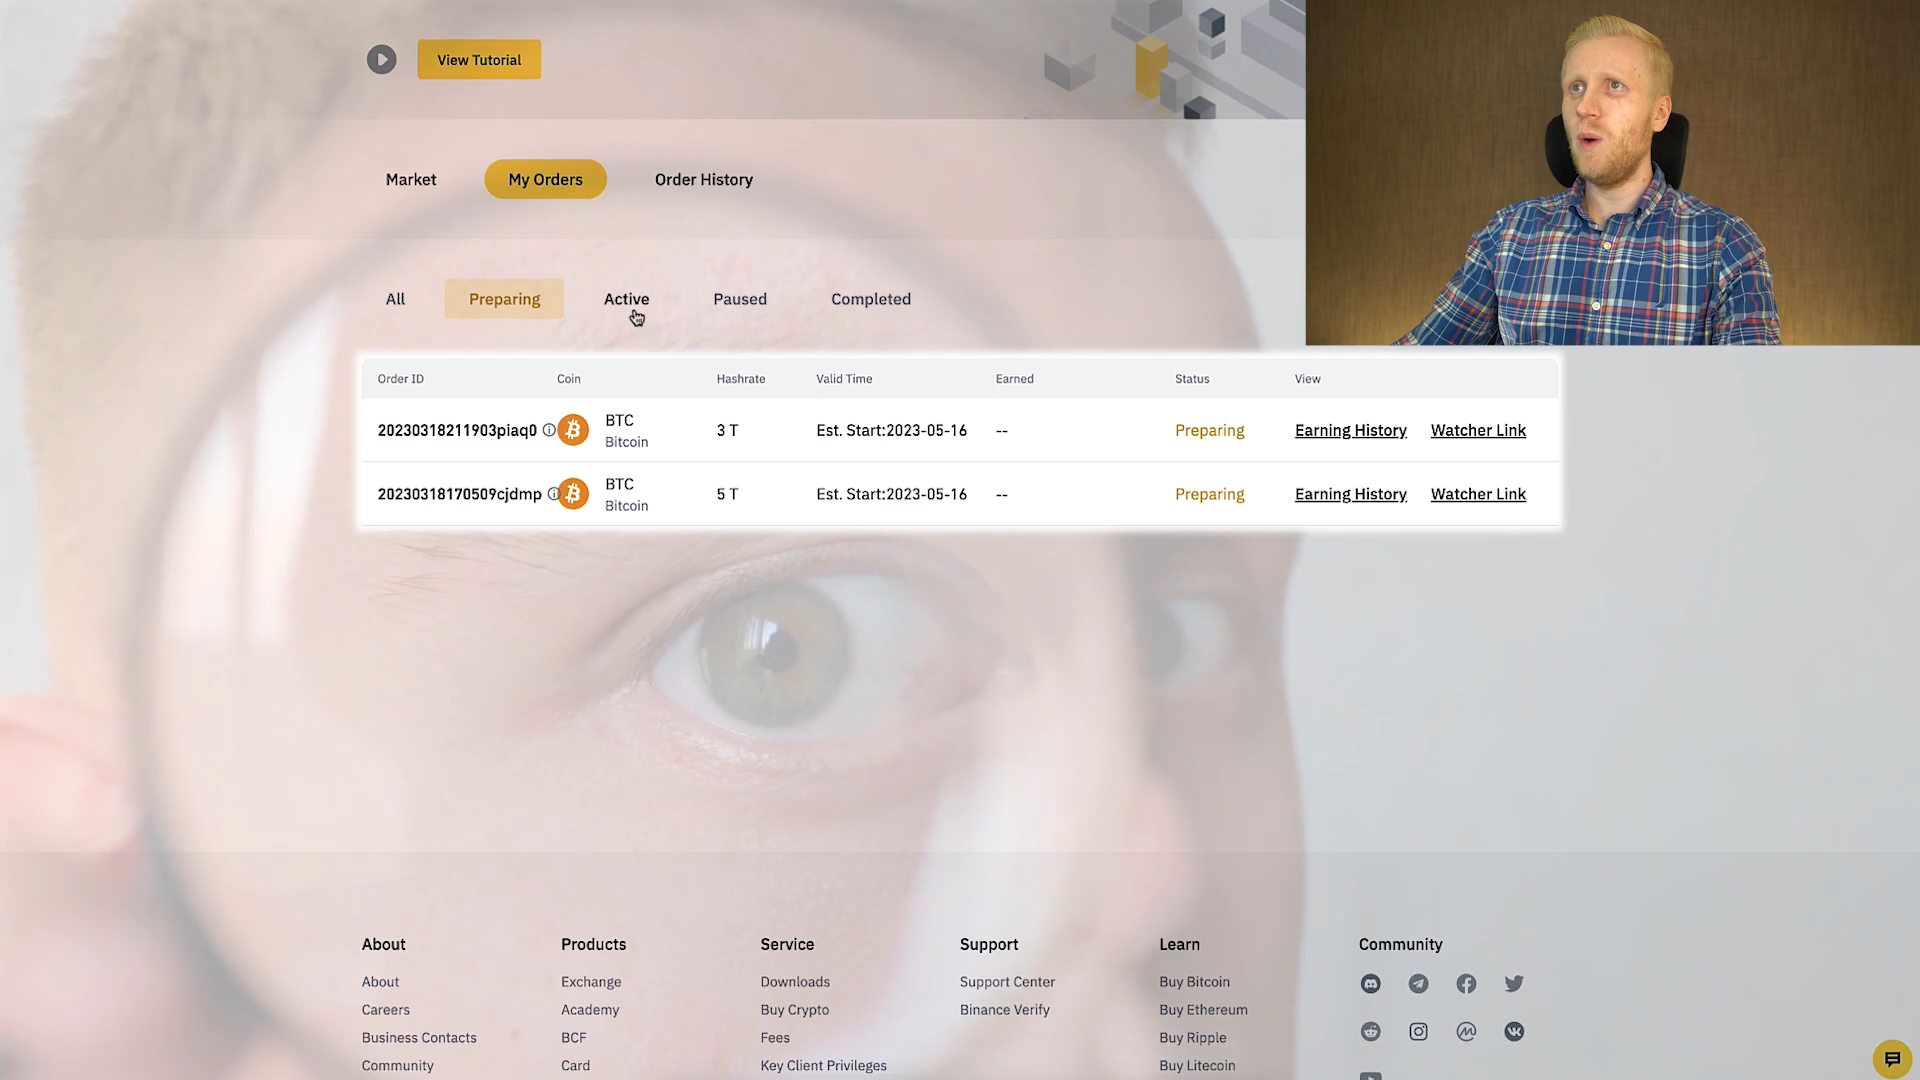 View Tutorial
Market My Orders Order History
All Preparing Active Paused Completed
Order ID Coin Hashrate Valid Time Earned Status View
20230318211903piaq0 BTC Bitcoin 3 T Est. Start:2023-05-16 -- Preparing Earning History Watcher Link
20230318170509cjdmp BTC Bitcoin 5 T Est. Start:2023-05-16 -- Preparing Earning History Watcher Link
About Products Service Support Learn Community
About Exchange Downloads Support Center Buy Bitcoin
Careers Academy Buy Crypto Binance Verify Buy Ethereum
Business Contacts BCF Fees Buy Ripple
Community Card Key Client Privileges Buy Litecoin